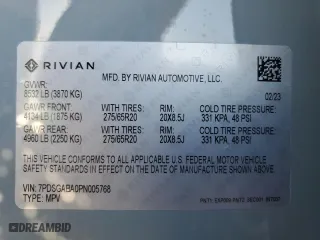 RIVIAN
MFD. BY RIVIAN AUTOMOTIVE, LLC.
GVWR:
8532 LB (3870 KG)
02/23
GAWR FRONT: WITH TIRES: RIM: COLD TIRE PRESSURE:
4134 LB (1875 KG) 275/65R20 20X8.5J 331 KPA, 48 PSI
GAWR REAR: WITH TIRES: RIM: COLD TIRE PRESSURE:
4960 LB (2250 KG) 275/65R20 20X8.5J 331 KPA, 48 PSI
THIS VEHICLE CONFORMS TO ALL APPLICABLE U.S. FEDERAL MOTOR VEHICLE
SAFETY STANDARDS IN EFFECT ON THE DATE OF MANUFACTURE SHOWN ABOVE.
VIN: 7PDSGABA0PN005768
TYPE: MPV